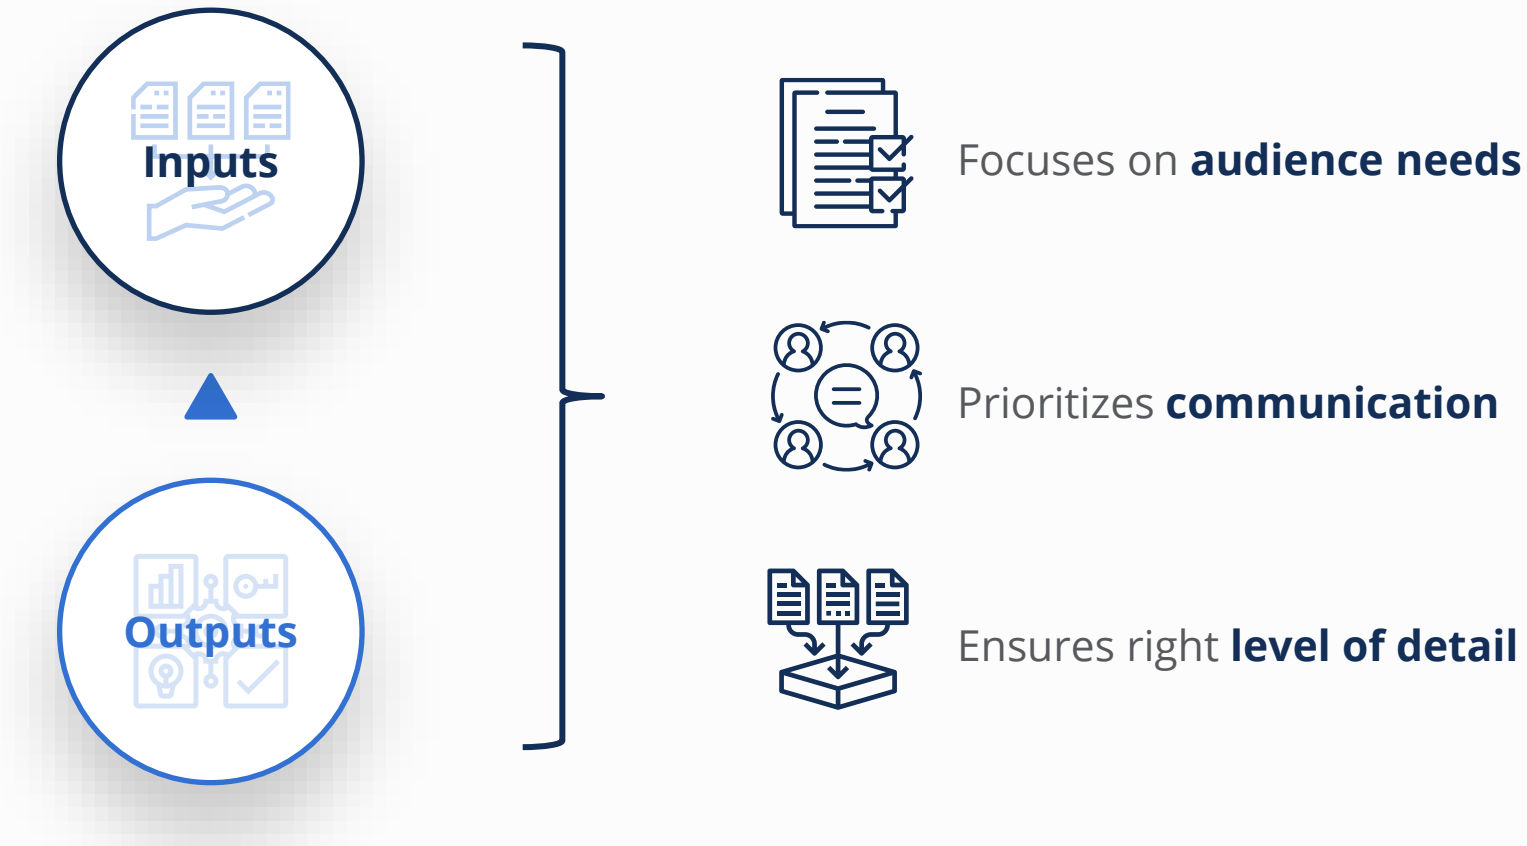 Inputs
Outputs
Focuses on audience needs
Prioritizes communication
Ensures right level of detail